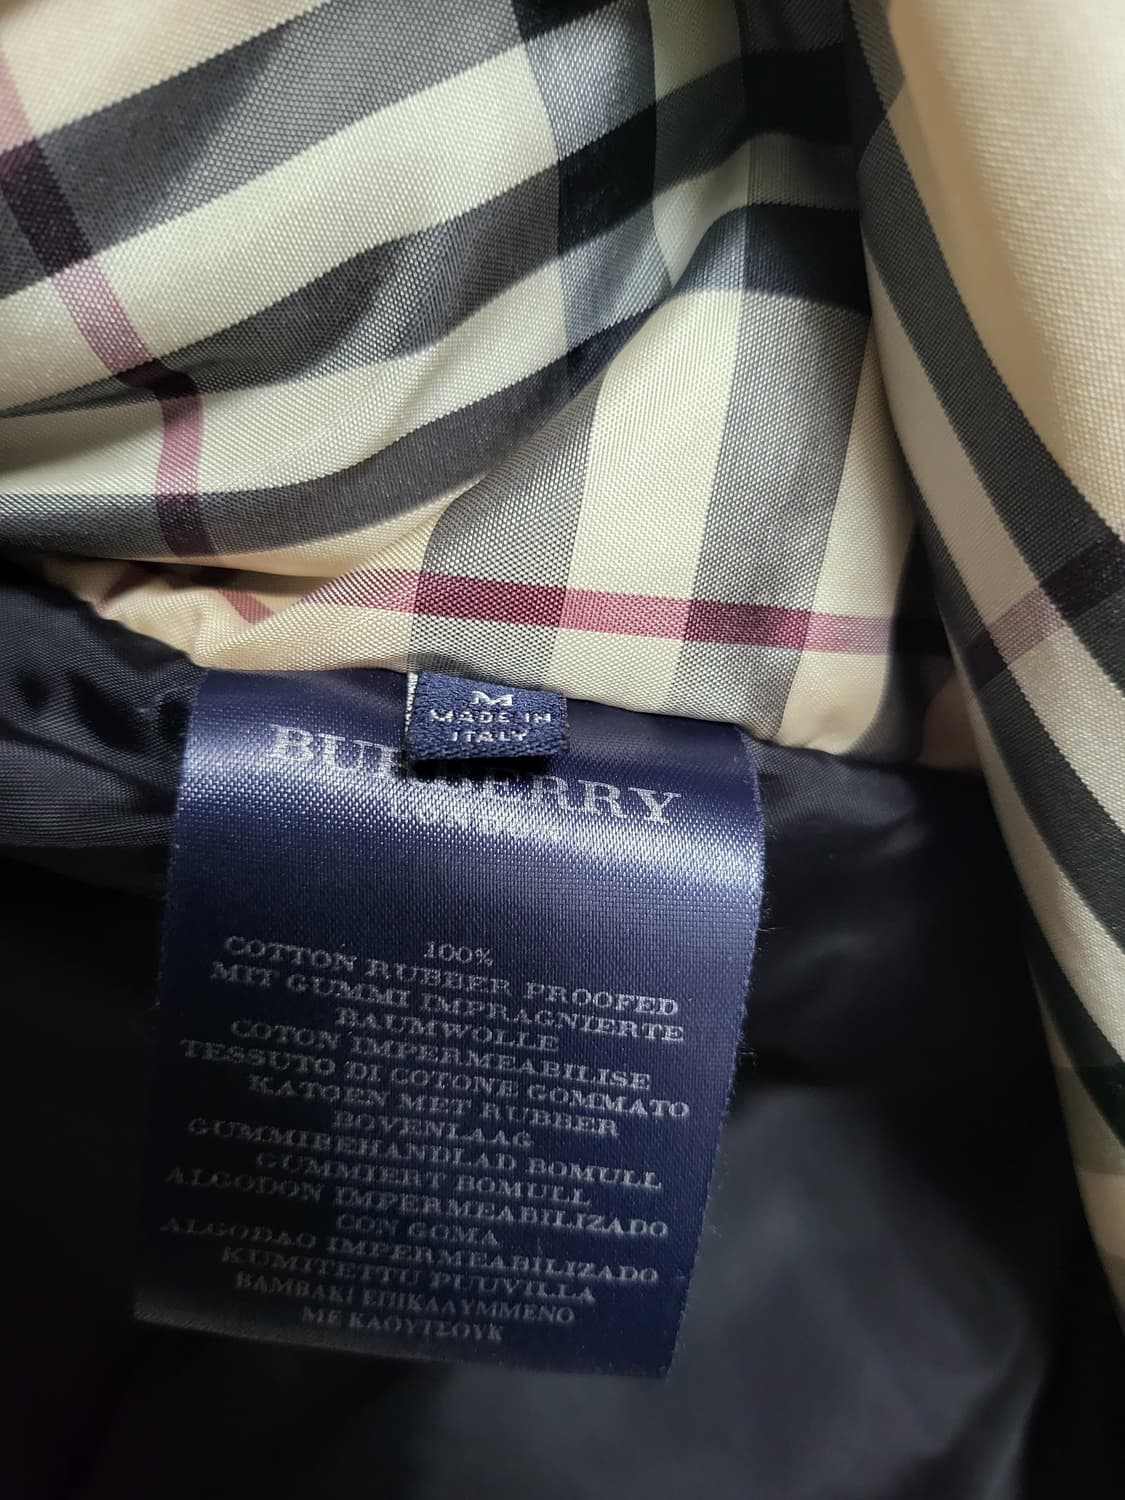 M
MADE IN
ITALY
BURBERRY
100%
COTTON RUBBER PROOFED
MIT GUMMI IMPRAGNIERTE
BAUMWOLLE
COTON IMPERMEABILISE
TESSUTO DI COTONE GOMMATO
KATOEN MET RUBBER
BOVENLAAG
GUMMIBEHANDLAD BOMULL
GUMMIERT BOMULL
ALGODON IMPERMEABILIZADO
CON GOMA
ALGODAO IMPERMEABILIZADO
KUMITETTU PUUVILLA
ΒΑΜΒΑΚΙ ΕΠΙΚΑΛΥΜΜΕΝΟ
ΜΕ ΚΑΟΥΤΣΟΥΚ